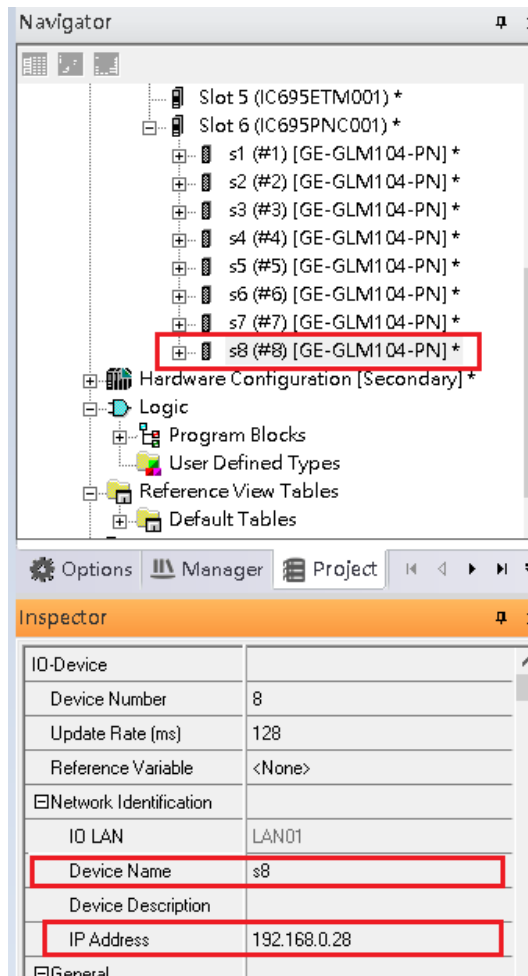 Navigator
Slot 5 (IC695ETM001) *
Slot 6 (IC695PNC001) *
s1 (#1) [GE-GLM104-PN] *
s2 (#2) [GE-GLM104-PN] *
s3 (#3) [GE-GLM104-PN] *
s4 (#4) [GE-GLM104-PN] *
s5 (#5) [GE-GLM104-PN] *
s6 (#6) [GE-GLM104-PN] *
s7 (#7) [GE-GLM104-PN] *
s8 (#8) [GE-GLM104-PN] *
Hardware Configuration [Secondary] *
Logic
Program Blocks
User Defined Types
Reference View Tables
Default Tables
Options Manager Project
Inspector
IO-Device
Device Number 8
Update Rate (ms) 128
Reference Variable <None>
Network Identification
IO LAN LAN01
Device Name s8
Device Description
IP Address 192.168.0.28
General